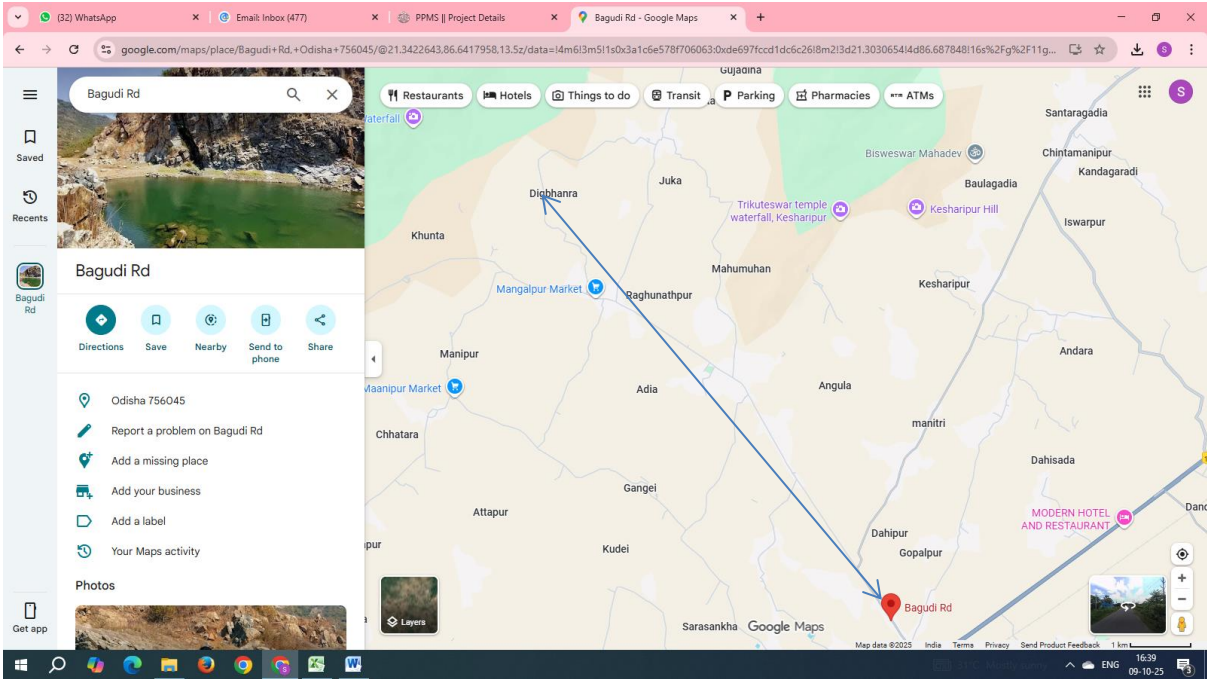 (32) WhatsApp
Email: Inbox (477)
PPMS || Project Details
Bagudi Rd - Google Maps
google.com/maps/place/Bagudi+Rd,+Odisha+756045/@21.3422643,86.6417958,13.5z/data=!4m6!3m5!1s0x3a1c6e578f706063:0xde697fccd1dc6c26!8m2!3d21.3030654!4d86.687848!16s%2Fg%2F11g...
S
Saved
Recents
Bagudi
Rd
Get app
Bagudi Rd
Bagudi Rd
Directions
Save
Nearby
Send to
phone
Share
Odisha 756045
Report a problem on Bagudi Rd
Add a missing place
Add your business
Add a label
Your Maps activity
Photos
Restaurants
Hotels
Things to do
Transit
Parking
Pharmacies
ATMs
S
Gujadiha
Santaragadia
Bisweswar Mahadev
Chintamanipur
Kandagaradi
Juka
Digbhanra
Baulagadia
Trikuteswar temple
waterfall, Kesharipur
Kesharipur Hill
Iswarpur
Khunta
Mahumuhan
Kesharipur
Mangalpur Market
Raghunathpur
Manipur
Andara
Maanipur Market
Adia
Angula
manitri
Chhatara
Dahisada
Gangei
Attapur
MODERN HOTEL
AND RESTAURANT
Dahipur
Kudei
Gopalpur
Bagudi Rd
Sarasankha
Google Maps
Layers
Map data ©2025
India
Terms
Privacy
Send Product Feedback
1 km
ENG
16:39
09-10-25